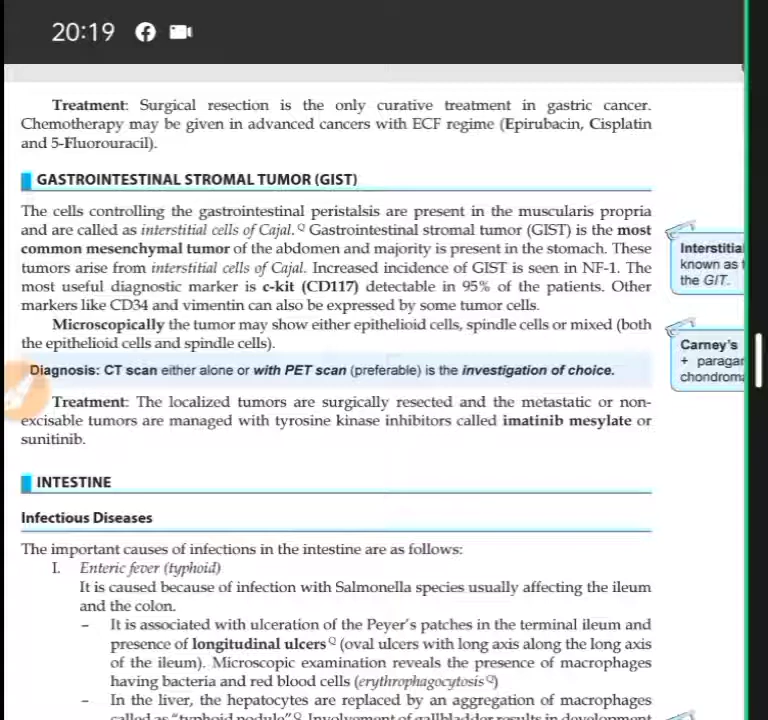 20:19
Treatment: Surgical resection is the only curative treatment in gastric cancer.
Chemotherapy may be given in advanced cancers with ECF regime (Epirubacin, Cisplatin
and 5-Fluorouracil).
GASTROINTESTINAL STROMAL TUMOR (GIST)
The cells controlling the gastrointestinal peristalsis are present in the muscularis propria
and are called as interstitial cells of Cajal.Q Gastrointestinal stromal tumor (GIST) is the most
common mesenchymal tumor of the abdomen and majority is present in the stomach. These
tumors arise from interstitial cells of Cajal. Increased incidence of GIST is seen in NF-1. The
most useful diagnostic marker is c-kit (CD117) detectable in 95% of the patients. Other
markers like CD34 and vimentin can also be expressed by some tumor cells.
Microscopically the tumor may show either epithelioid cells, spindle cells or mixed (both
the epithelioid cells and spindle cells).
Diagnosis: CT scan either alone or with PET scan (preferable) is the investigation of choice.
Treatment: The localized tumors are surgically resected and the metastatic or non-
excisable tumors are managed with tyrosine kinase inhibitors called imatinib mesylate or
sunitinib.
Interstitia
known as
the GIT.
Carney's
+ paragan
chondroma
INTESTINE
Infectious Diseases
The important causes of infections in the intestine are as follows:
I. Enteric fever (typhoid)
It is caused because of infection with Salmonella species usually affecting the ileum
and the colon.
– It is associated with ulceration of the Peyer's patches in the terminal ileum and
presence of longitudinal ulcersQ (oval ulcers with long axis along the long axis
of the ileum). Microscopic examination reveals the presence of macrophages
having bacteria and red blood cells (erythrophagocytosisQ)
– In the liver, the hepatocytes are replaced by an aggregation of macrophages
called as "typhoid nodule"Q. Involvement of gallbladder results in development